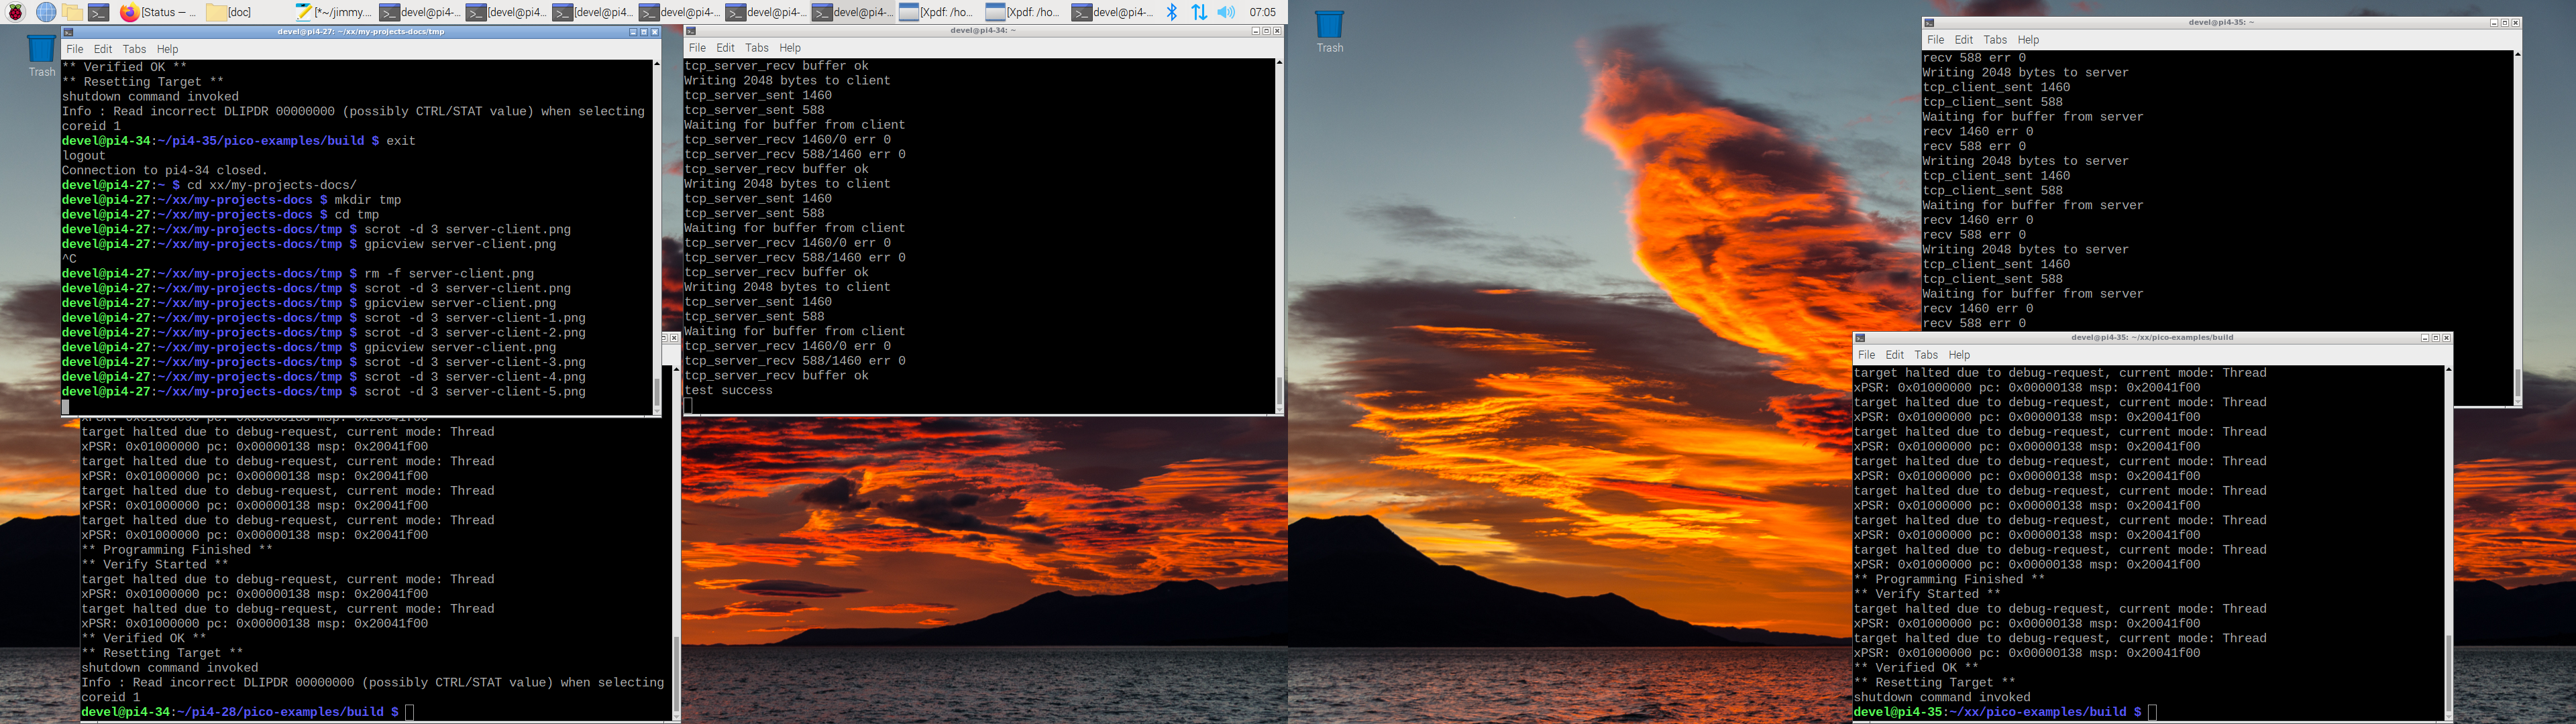 [Status — ...
[doc]
[*~/jimmy....
devel@pi4-...
[devel@pi4...
[devel@pi4...
devel@pi4-...
devel@pi4-...
devel@pi4-...
[Xpdf: /ho...
[Xpdf: /ho...
devel@pi4-...
07:05
Trash
devel@pi4-27: ~/xx/my-projects-docs/tmp
File Edit Tabs Help
** Verified OK **
** Resetting Target **
shutdown command invoked
Info : Read incorrect DLIPDR 00000000 (possibly CTRL/STAT value) when selecting
coreid 1
devel@pi4-34:~/pi4-35/pico-examples/build $ exit
logout
Connection to pi4-34 closed.
devel@pi4-27:~ $ cd xx/my-projects-docs/
devel@pi4-27:~/xx/my-projects-docs $ mkdir tmp
devel@pi4-27:~/xx/my-projects-docs $ cd tmp
devel@pi4-27:~/xx/my-projects-docs/tmp $ scrot -d 3 server-client.png
devel@pi4-27:~/xx/my-projects-docs/tmp $ gpicview server-client.png
^C
devel@pi4-27:~/xx/my-projects-docs/tmp $ rm -f server-client.png
devel@pi4-27:~/xx/my-projects-docs/tmp $ scrot -d 3 server-client.png
devel@pi4-27:~/xx/my-projects-docs/tmp $ gpicview server-client.png
devel@pi4-27:~/xx/my-projects-docs/tmp $ scrot -d 3 server-client-1.png
devel@pi4-27:~/xx/my-projects-docs/tmp $ scrot -d 3 server-client-2.png
devel@pi4-27:~/xx/my-projects-docs/tmp $ gpicview server-client.png
devel@pi4-27:~/xx/my-projects-docs/tmp $ scrot -d 3 server-client-3.png
devel@pi4-27:~/xx/my-projects-docs/tmp $ scrot -d 3 server-client-4.png
devel@pi4-27:~/xx/my-projects-docs/tmp $ scrot -d 3 server-client-5.png
xPSR: 0x01000000 pc: 0x00000138 msp: 0x20041f00
target halted due to debug-request, current mode: Thread
xPSR: 0x01000000 pc: 0x00000138 msp: 0x20041f00
target halted due to debug-request, current mode: Thread
xPSR: 0x01000000 pc: 0x00000138 msp: 0x20041f00
target halted due to debug-request, current mode: Thread
xPSR: 0x01000000 pc: 0x00000138 msp: 0x20041f00
target halted due to debug-request, current mode: Thread
xPSR: 0x01000000 pc: 0x00000138 msp: 0x20041f00
** Programming Finished **
** Verify Started **
target halted due to debug-request, current mode: Thread
xPSR: 0x01000000 pc: 0x00000138 msp: 0x20041f00
target halted due to debug-request, current mode: Thread
xPSR: 0x01000000 pc: 0x00000138 msp: 0x20041f00
** Verified OK **
** Resetting Target **
shutdown command invoked
Info : Read incorrect DLIPDR 00000000 (possibly CTRL/STAT value) when selecting
coreid 1
devel@pi4-34:~/pi4-28/pico-examples/build $
devel@pi4-34: ~
File Edit Tabs Help
tcp_server_recv buffer ok
Writing 2048 bytes to client
tcp_server_sent 1460
tcp_server_sent 588
Waiting for buffer from client
tcp_server_recv 1460/0 err 0
tcp_server_recv 588/1460 err 0
tcp_server_recv buffer ok
Writing 2048 bytes to client
tcp_server_sent 1460
tcp_server_sent 588
Waiting for buffer from client
tcp_server_recv 1460/0 err 0
tcp_server_recv 588/1460 err 0
tcp_server_recv buffer ok
Writing 2048 bytes to client
tcp_server_sent 1460
tcp_server_sent 588
Waiting for buffer from client
tcp_server_recv 1460/0 err 0
tcp_server_recv 588/1460 err 0
tcp_server_recv buffer ok
test success
Trash
devel@pi4-35: ~
File Edit Tabs Help
recv 588 err 0
Writing 2048 bytes to server
tcp_client_sent 1460
tcp_client_sent 588
Waiting for buffer from server
recv 1460 err 0
recv 588 err 0
Writing 2048 bytes to server
tcp_client_sent 1460
tcp_client_sent 588
Waiting for buffer from server
recv 1460 err 0
recv 588 err 0
Writing 2048 bytes to server
tcp_client_sent 1460
tcp_client_sent 588
Waiting for buffer from server
recv 1460 err 0
recv 588 err 0
devel@pi4-35: ~/xx/pico-examples/build
File Edit Tabs Help
target halted due to debug-request, current mode: Thread
xPSR: 0x01000000 pc: 0x00000138 msp: 0x20041f00
target halted due to debug-request, current mode: Thread
xPSR: 0x01000000 pc: 0x00000138 msp: 0x20041f00
target halted due to debug-request, current mode: Thread
xPSR: 0x01000000 pc: 0x00000138 msp: 0x20041f00
target halted due to debug-request, current mode: Thread
xPSR: 0x01000000 pc: 0x00000138 msp: 0x20041f00
target halted due to debug-request, current mode: Thread
xPSR: 0x01000000 pc: 0x00000138 msp: 0x20041f00
target halted due to debug-request, current mode: Thread
xPSR: 0x01000000 pc: 0x00000138 msp: 0x20041f00
target halted due to debug-request, current mode: Thread
xPSR: 0x01000000 pc: 0x00000138 msp: 0x20041f00
** Programming Finished **
** Verify Started **
target halted due to debug-request, current mode: Thread
xPSR: 0x01000000 pc: 0x00000138 msp: 0x20041f00
target halted due to debug-request, current mode: Thread
xPSR: 0x01000000 pc: 0x00000138 msp: 0x20041f00
** Verified OK **
** Resetting Target **
shutdown command invoked
devel@pi4-35:~/xx/pico-examples/build $